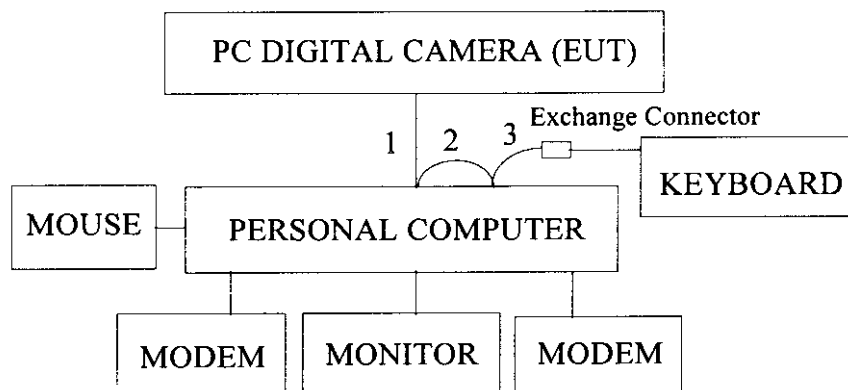 PC DIGITAL CAMERA (EUT)
1
2
3
Exchange Connector
KEYBOARD
MOUSE
PERSONAL COMPUTER
MODEM
MONITOR
MODEM